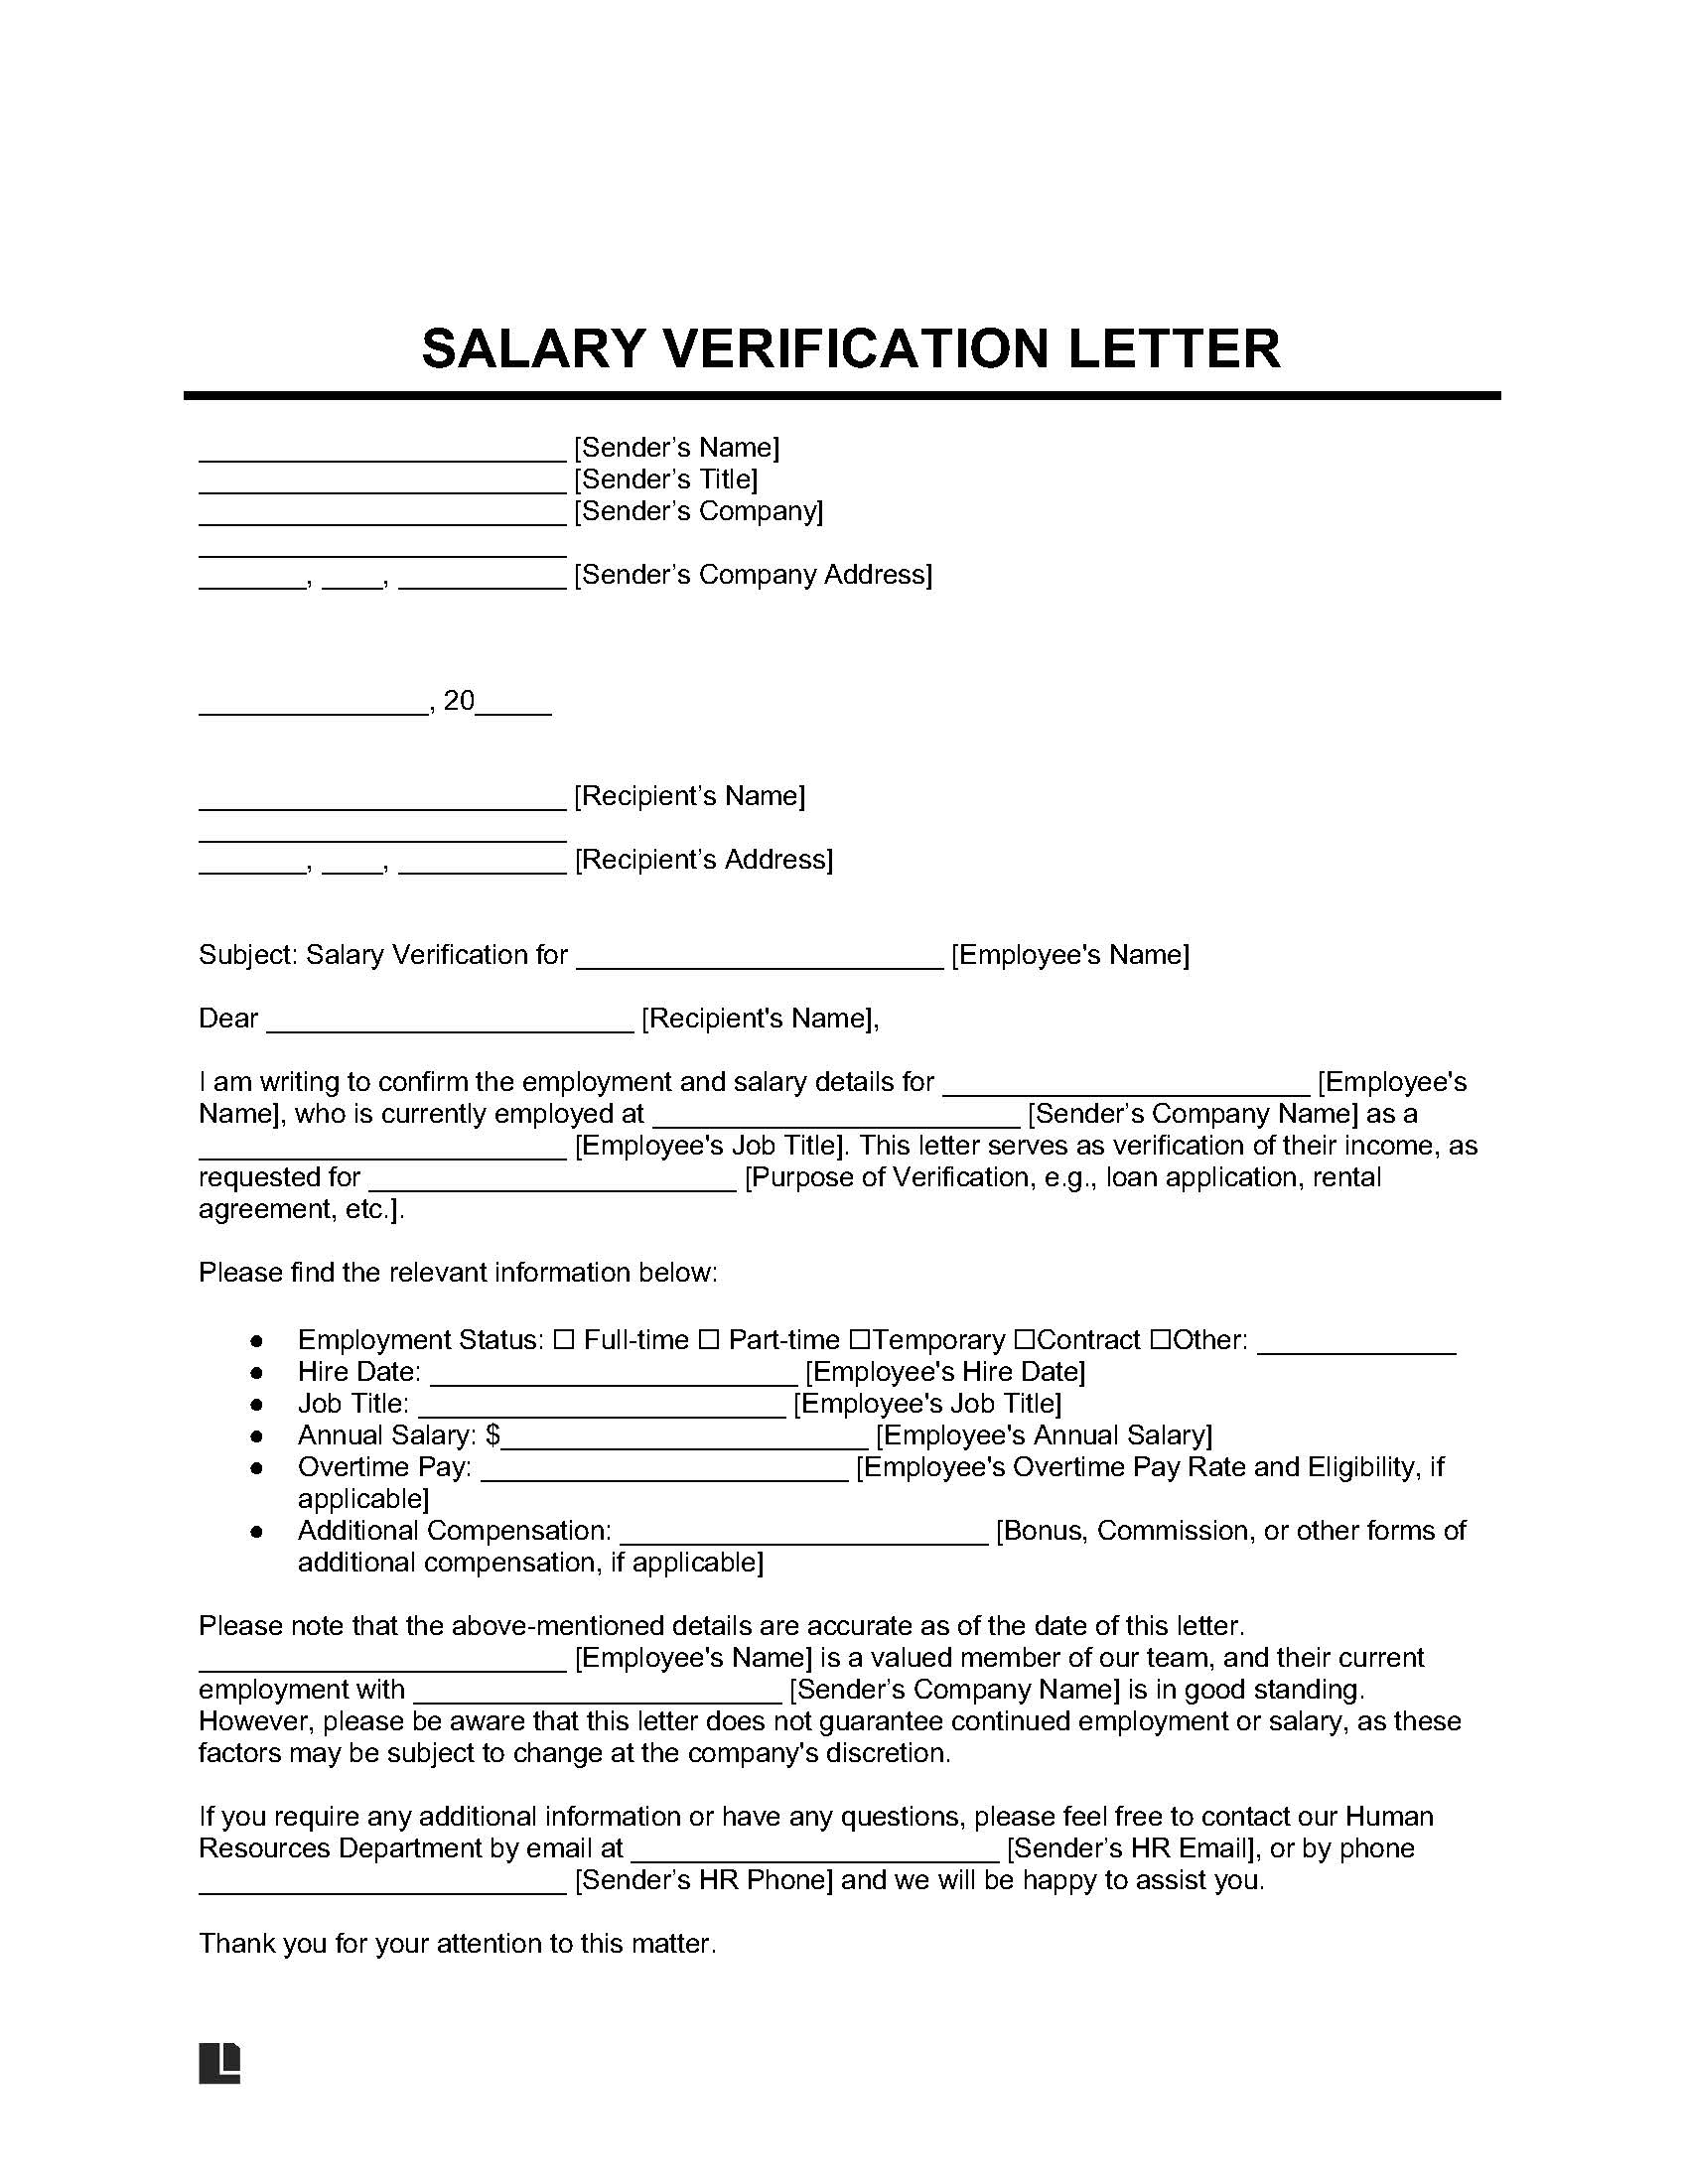 SALARY VERIFICATION LETTER
________________________ [Sender’s Name]
________________________ [Sender’s Title]
________________________ [Sender’s Company]
________________________
_______, ____, ___________ [Sender’s Company Address]
_______________, 20_____
________________________ [Recipient’s Name]
________________________
_______, ____, ___________ [Recipient’s Address]
Subject: Salary Verification for ________________________ [Employee's Name]
Dear ________________________ [Recipient's Name],
I am writing to confirm the employment and salary details for ________________________ [Employee's
Name], who is currently employed at ________________________ [Sender’s Company Name] as a
________________________ [Employee's Job Title]. This letter serves as verification of their income, as
requested for ________________________ [Purpose of Verification, e.g., loan application, rental
agreement, etc.].
Please find the relevant information below:
● Employment Status: ☐ Full-time ☐ Part-time ☐Temporary ☐Contract ☐Other: _____________
● Hire Date: ________________________ [Employee's Hire Date]
● Job Title: ________________________ [Employee's Job Title]
● Annual Salary: $________________________ [Employee's Annual Salary]
● Overtime Pay: ________________________ [Employee's Overtime Pay Rate and Eligibility, if
applicable]
● Additional Compensation: ________________________ [Bonus, Commission, or other forms of
additional compensation, if applicable]
Please note that the above-mentioned details are accurate as of the date of this letter.
________________________ [Employee's Name] is a valued member of our team, and their current
employment with ________________________ [Sender’s Company Name] is in good standing.
However, please be aware that this letter does not guarantee continued employment or salary, as these
factors may be subject to change at the company's discretion.
If you require any additional information or have any questions, please feel free to contact our Human
Resources Department by email at ________________________ [Sender’s HR Email], or by phone
________________________ [Sender’s HR Phone] and we will be happy to assist you.
Thank you for your attention to this matter.